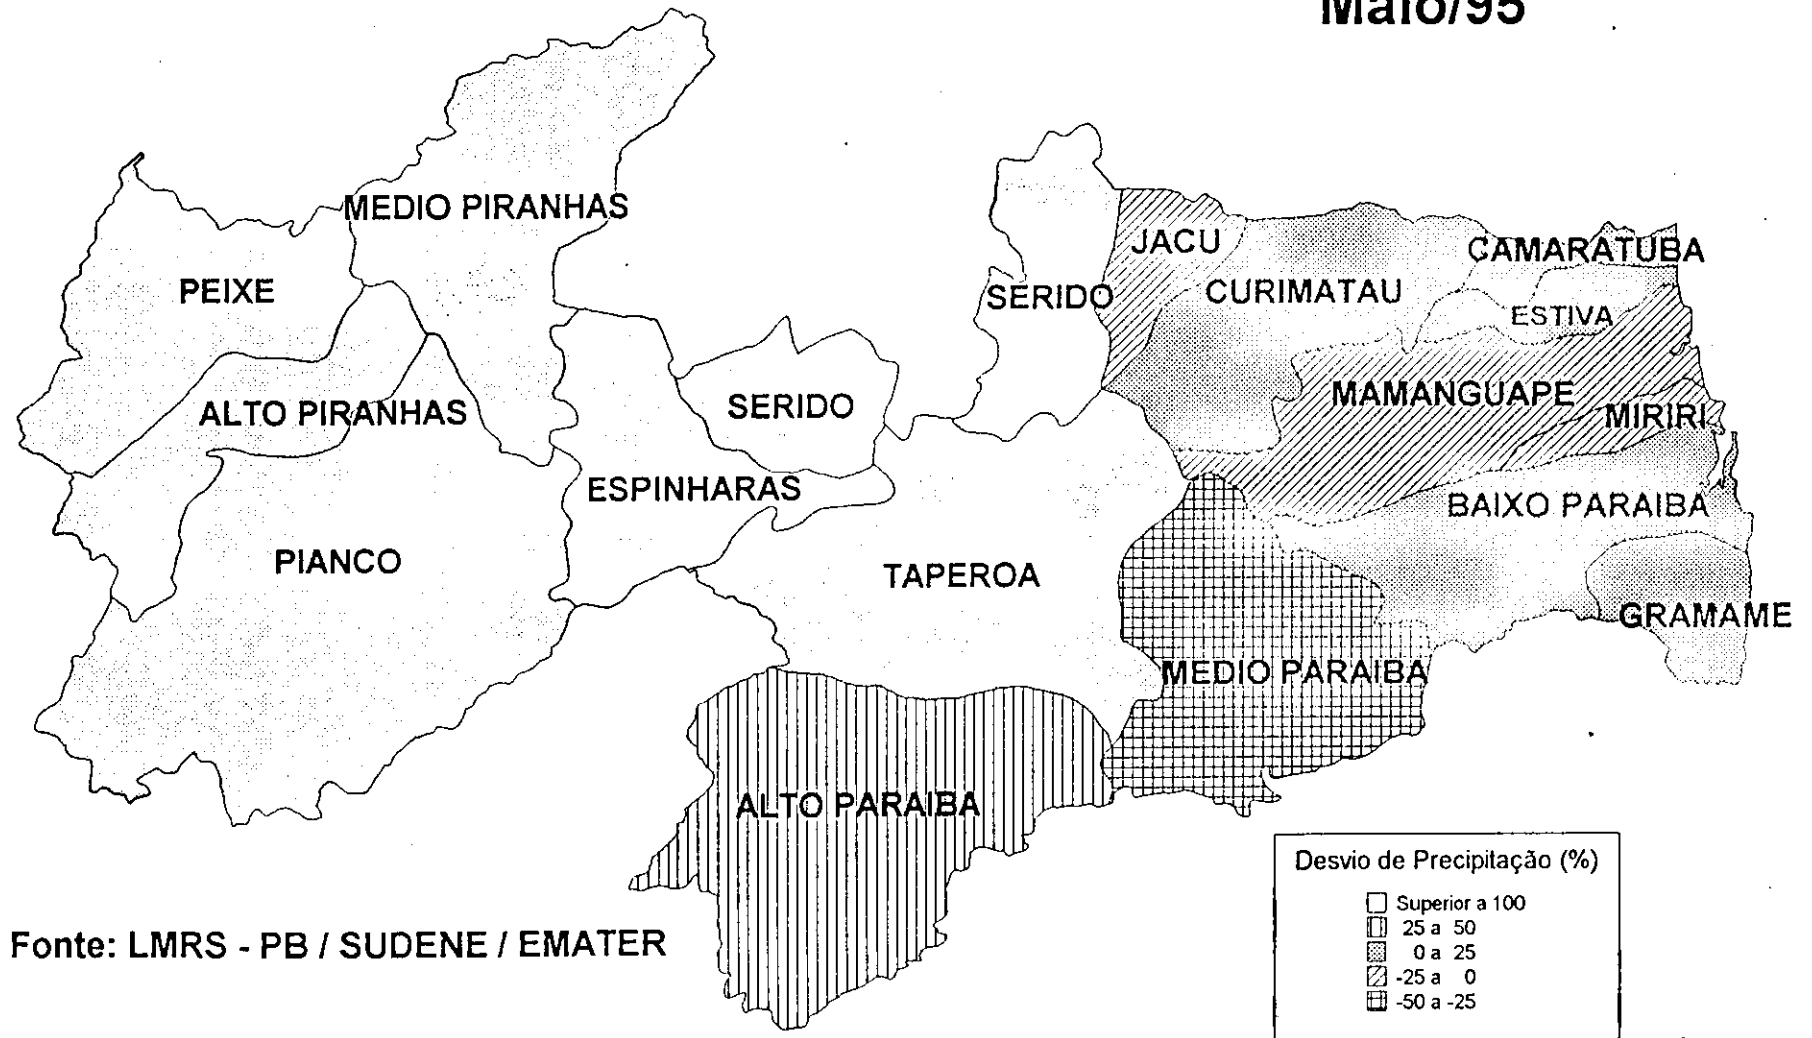 Maio/95
MEDIO PIRANHAS
PEIXE
JACU
CAMARATUBA
SERIDO
CURIMATAU
ESTIVA
ALTO PIRANHAS
SERIDO
MAMANGUAPE
MIRIRI
ESPINHARAS
BAIXO PARAIBA
PIANCO
TAPEROA
GRAMAME
MEDIO PARAIBA
ALTO PARAIBA
Desvio de Precipitação (%)
Superior a 100
25 a 50
0 a 25
-25 a 0
-50 a -25
Fonte: LMRS - PB / SUDENE / EMATER